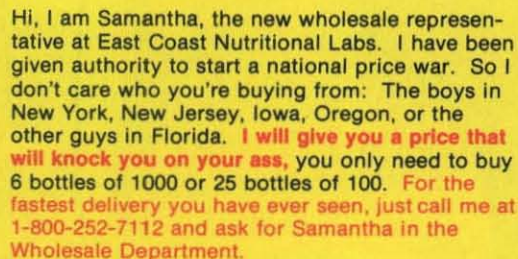 Hi, I am Samantha, the new wholesale represen-
tative at East Coast Nutritional Labs. I have been
given authority to start a national price war. So I
don't care who you're buying from: The boys in
New York, New Jersey, Iowa, Oregon, or the
other guys in Florida. I will give you a price that
will knock you on your ass, you only need to buy
6 bottles of 1000 or 25 bottles of 100. For the
fastest delivery you have ever seen, just call me at
1-800-252-7112 and ask for Samantha in the
Wholesale Department.